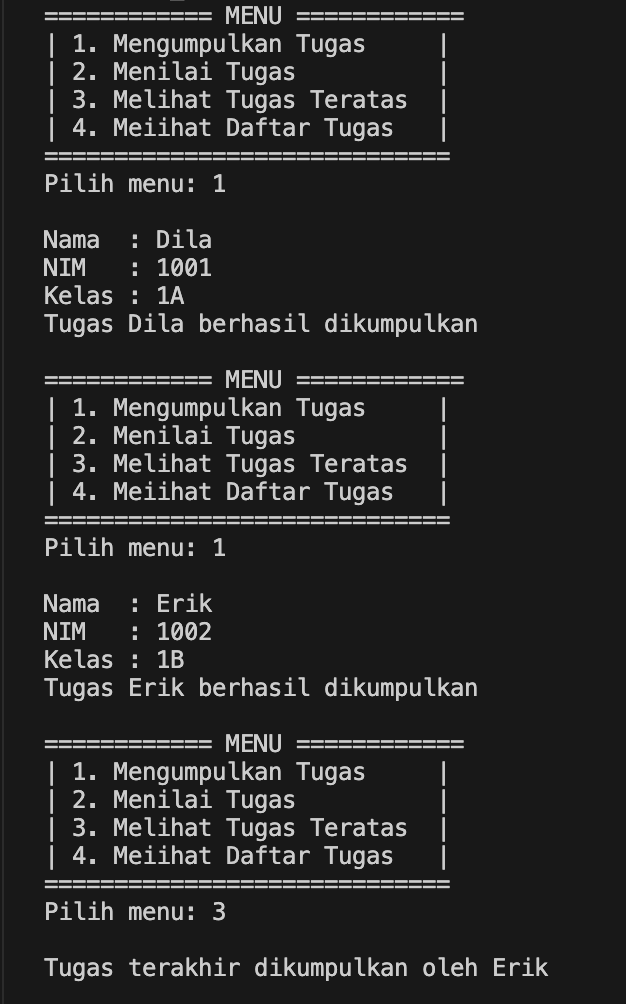 ============ MENU ============
| 1. Mengumpulkan Tugas     |
| 2. Menilai Tugas          |
| 3. Melihat Tugas Teratas  |
| 4. Meiihat Daftar Tugas   |
=============================
Pilih menu: 1
Nama  : Dila
NIM   : 1001
Kelas : 1A
Tugas Dila berhasil dikumpulkan
============ MENU ============
| 1. Mengumpulkan Tugas     |
| 2. Menilai Tugas          |
| 3. Melihat Tugas Teratas  |
| 4. Meiihat Daftar Tugas   |
=============================
Pilih menu: 1
Nama  : Erik
NIM   : 1002
Kelas : 1B
Tugas Erik berhasil dikumpulkan
============ MENU ============
| 1. Mengumpulkan Tugas     |
| 2. Menilai Tugas          |
| 3. Melihat Tugas Teratas  |
| 4. Meiihat Daftar Tugas   |
=============================
Pilih menu: 3
Tugas terakhir dikumpulkan oleh Erik